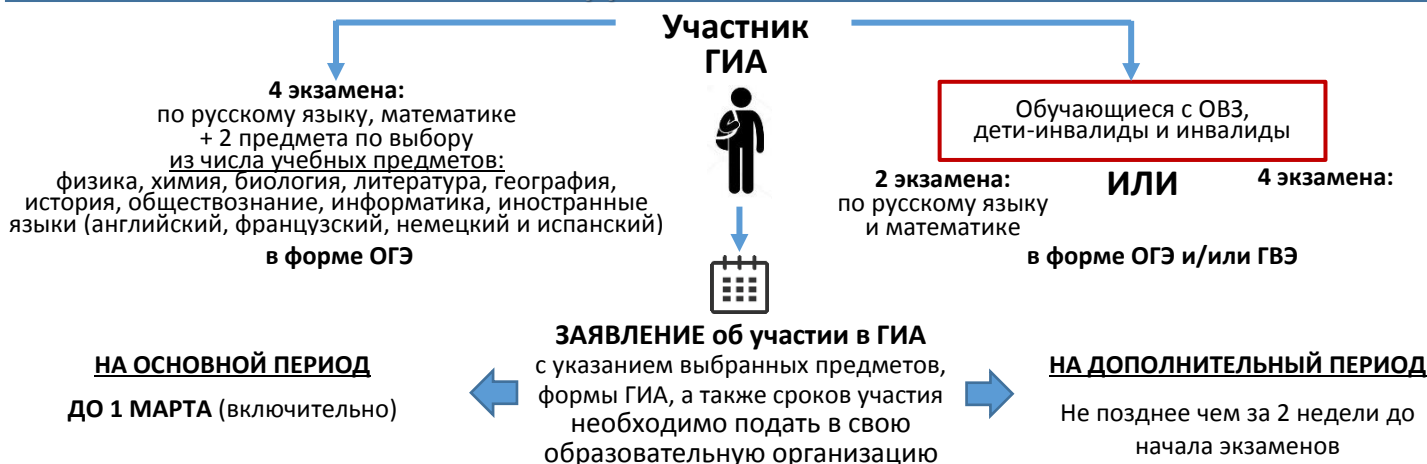 Участник
ГИА
4 экзамена:
по русскому языку, математике
+ 2 предмета по выбору
из числа учебных предметов:
физика, химия, биология, литература, география,
история, обществознание, информатика, иностранные
языки (английский, французский, немецкий и испанский)
в форме ОГЭ
Обучающиеся с ОВЗ,
дети-инвалиды и инвалиды
2 экзамена:
по русскому языку
и математике
ИЛИ
4 экзамена:
в форме ОГЭ и/или ГВЭ
ЗАЯВЛЕНИЕ об участии в ГИА
с указанием выбранных предметов,
формы ГИА, а также сроков участия
необходимо подать в свою
образовательную организацию
НА ОСНОВНОЙ ПЕРИОД
ДО 1 МАРТА (включительно)
НА ДОПОЛНИТЕЛЬНЫЙ ПЕРИОД
Не позднее чем за 2 недели до
начала экзаменов